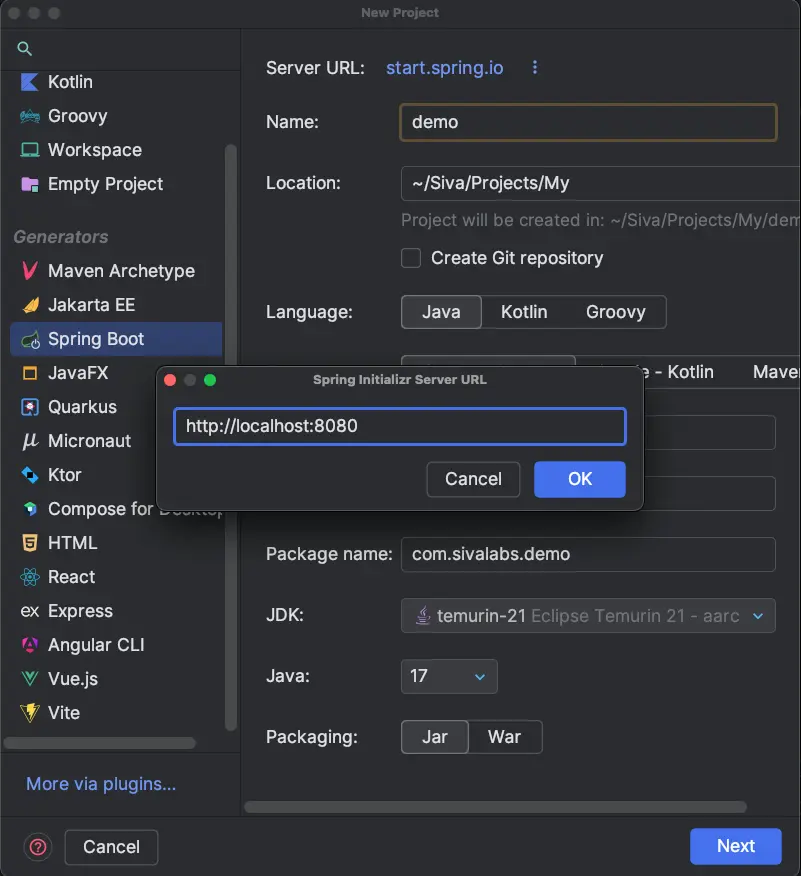 New Project
Kotlin
Groovy
Workspace
Empty Project
Generators
Maven Archetype
Jakarta EE
Spring Boot
JavaFX
Quarkus
Micronaut
Ktor
Compose for Desktop
HTML
React
ex Express
Angular CLI
Vue.js
Vite
More via plugins...
Server URL: start.spring.io
Name: demo
Location: ~/Siva/Projects/My
Project will be created in: ~/Siva/Projects/My/dem
Create Git repository
Language: Java Kotlin Groovy
- Kotlin Mave
Spring Initializr Server URL
http://localhost:8080
Cancel OK
Package name: com.sivalabs.demo
JDK: temurin-21 Eclipse Temurin 21 - aarc
Java: 17
Packaging: Jar War
? Cancel Next